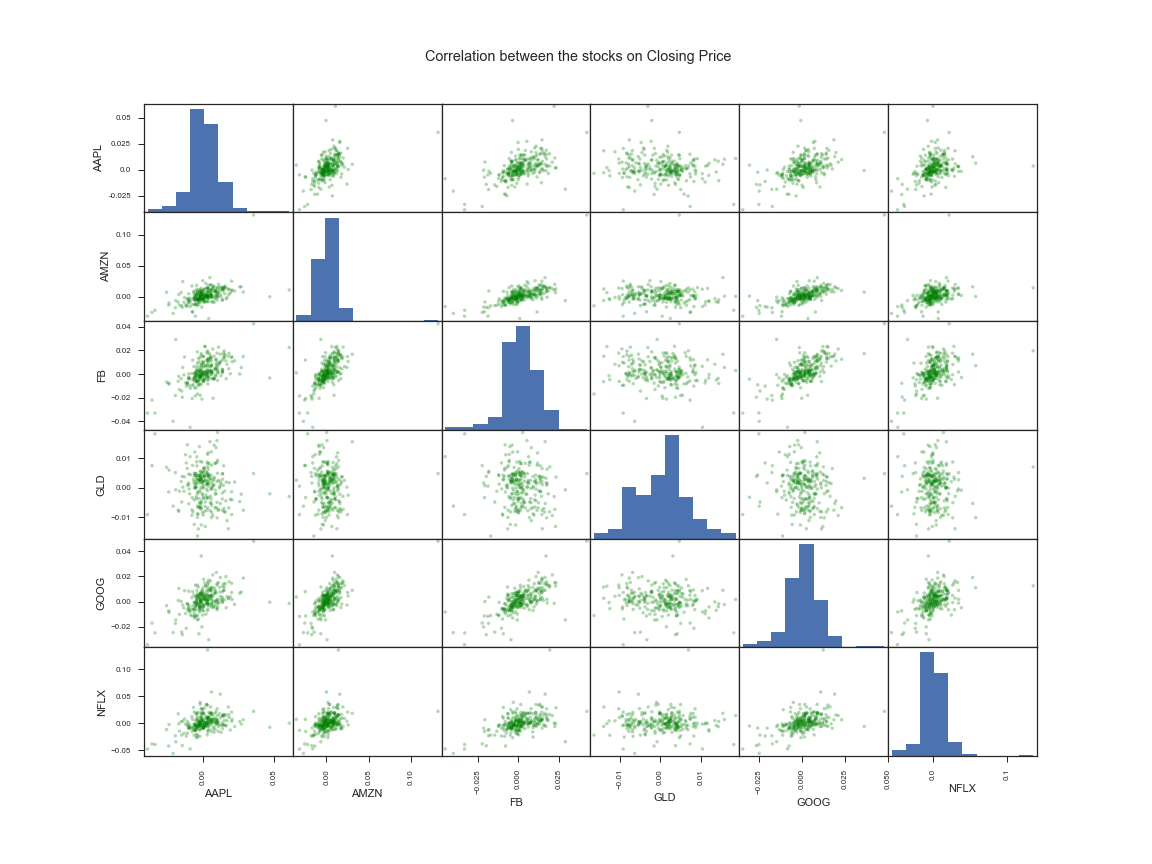 Correlation between the stocks on Closing Price
AAPL
0.05
0.025
0.0
−0.025
AMZN
0.10
0.05
0.00
FB
0.04
0.02
0.00
−0.02
−0.04
GLD
0.01
0.00
−0.01
GOOG
0.04
0.02
0.00
−0.02
NFLX
0.10
0.05
0.00
−0.05
0.00 0.05
AAPL
0.00 0.05 0.10
AMZN
−0.025 0.000 0.025
FB
−0.01 0.00 0.01
GLD
−0.025 0.000 0.025 0.050
GOOG
0.0 0.1
NFLX